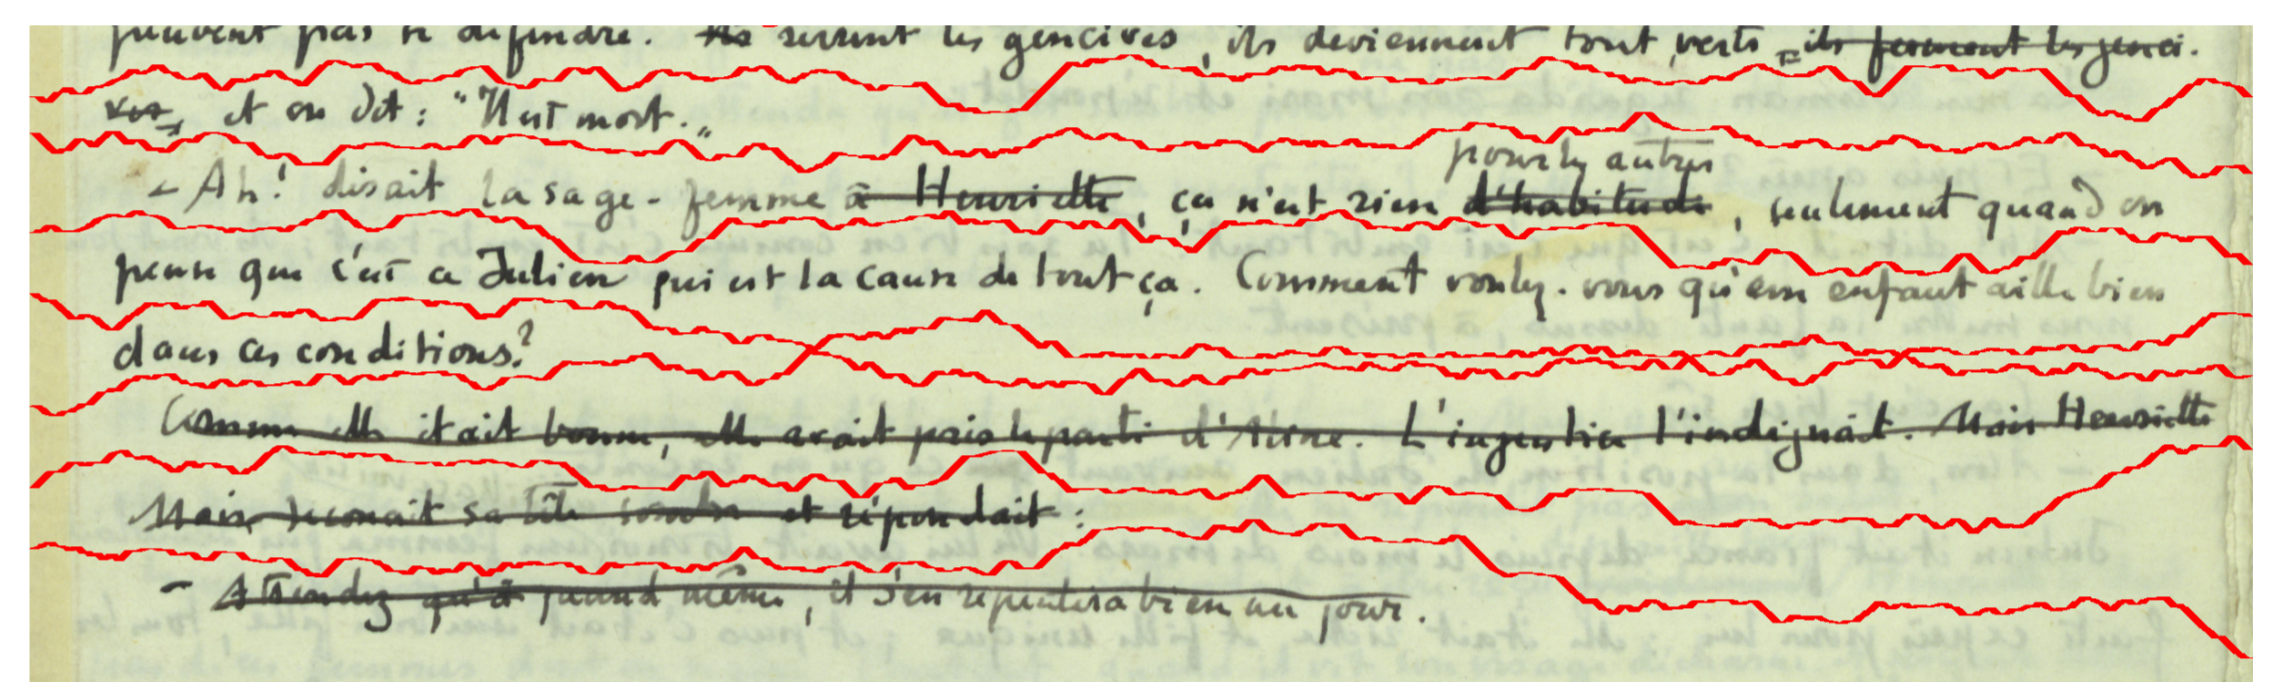 peuvent pas se défendre. Ils serrent les gencives, ils deviennent tout verts = ils ferment les genci.
ves, et on dit : "Il est mort."
pour les autres
– Ah ! disait la sage-femme à Henriette, ça n'est rien d'habitude, seulement quand on
pense que c'est ce Julien qui est la cause de tout ça. Comment voulez-vous qu'un enfant aille bien
dans ces conditions ?
Comme elle était bonne, elle avait pris le parti d'Aline. L'injustice l'indignait. Mais Henriette
Mais secouait sa tête sombre et répondait :
– Attendez qu'à quand même, il s'en repentira bien un jour.